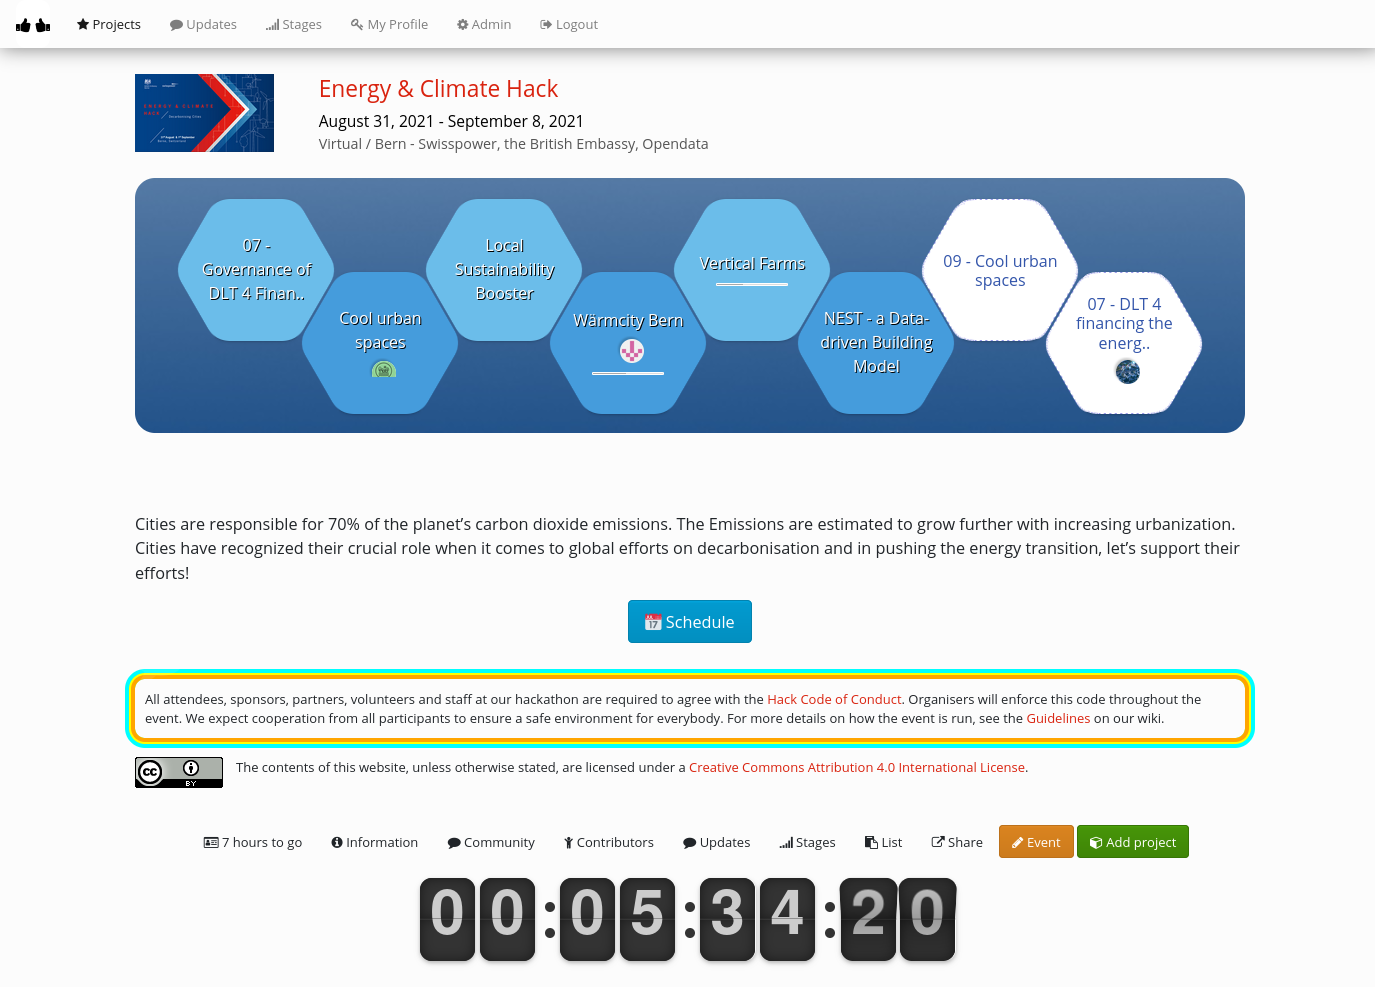 Projects Updates Stages My Profile Admin Logout
ENERGY & CLIMATE
HACK
Energy & Climate Hack
August 31, 2021 - September 8, 2021
Virtual / Bern - Swisspower, the British Embassy, Opendata
07 -
Governance of
DLT 4 Finan..
Cool urban
spaces
Local
Sustainability
Booster
Wärmcity Bern
Vertical Farms
NEST - a Data-
driven Building
Model
09 - Cool urban
spaces
07 - DLT 4
financing the
energ..
Cities are responsible for 70% of the planet’s carbon dioxide emissions. The Emissions are estimated to grow further with increasing urbanization.
Cities have recognized their crucial role when it comes to global efforts on decarbonisation and in pushing the energy transition, let’s support their
efforts!
17 Schedule
All attendees, sponsors, partners, volunteers and staff at our hackathon are required to agree with the Hack Code of Conduct. Organisers will enforce this code throughout the
event. We expect cooperation from all participants to ensure a safe environment for everybody. For more details on how the event is run, see the Guidelines on our wiki.
cc BY
The contents of this website, unless otherwise stated, are licensed under a Creative Commons Attribution 4.0 International License.
7 hours to go Information Community Contributors Updates Stages List Share Event Add project
00:05:34:20